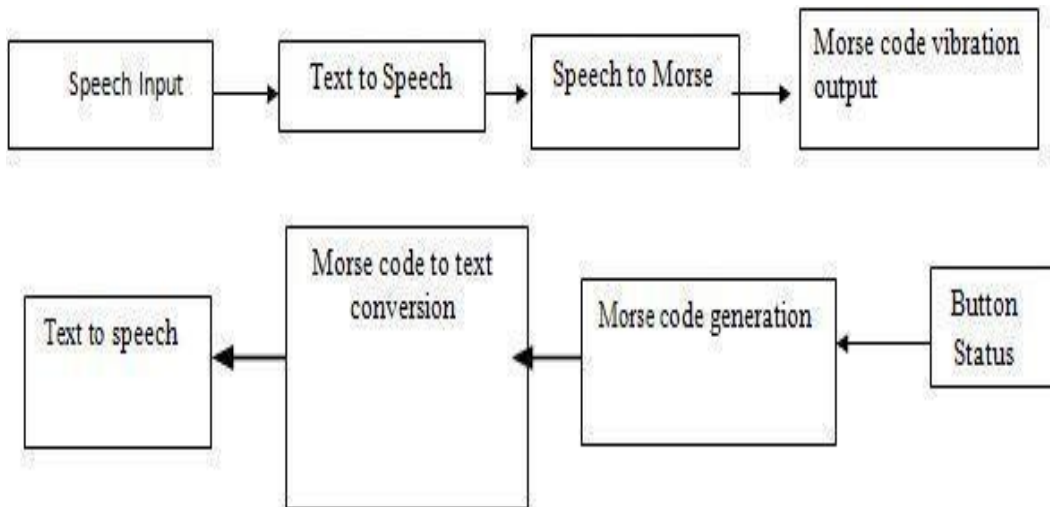 Speech Input
Text to Speech
Speech to Morse
Morse code vibration
output
Text to speech
Morse code to text
conversion
Morse code generation
Button
Status